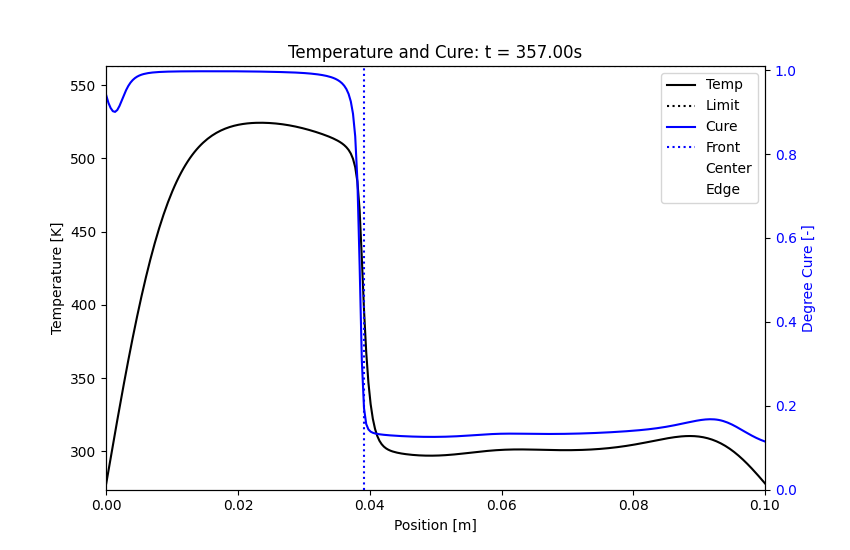 Temperature and Cure: t = 357.00s
Temp
Limit
Cure
Front
Center
Edge
550
500
450
400
350
300
Temperature [K]
1.0
0.8
0.6
0.4
0.2
0.0
Degree Cure [-]
0.00 0.02 0.04 0.06 0.08 0.10
Position [m]